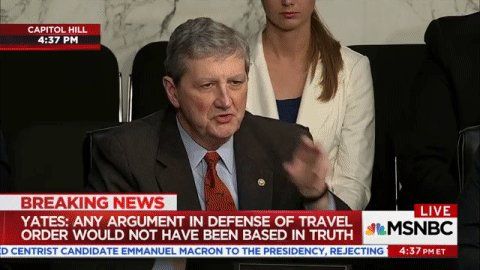 CAPITOL HILL
4:37 PM
BREAKING NEWS
YATES: ANY ARGUMENT IN DEFENSE OF TRAVEL
ORDER WOULD NOT HAVE BEEN BASED IN TRUTH
LIVE
MSNBC
D CENTRIST CANDIDATE EMMANUEL MACRON TO THE PRESIDENCY, REJECTING
4:37 PM ET